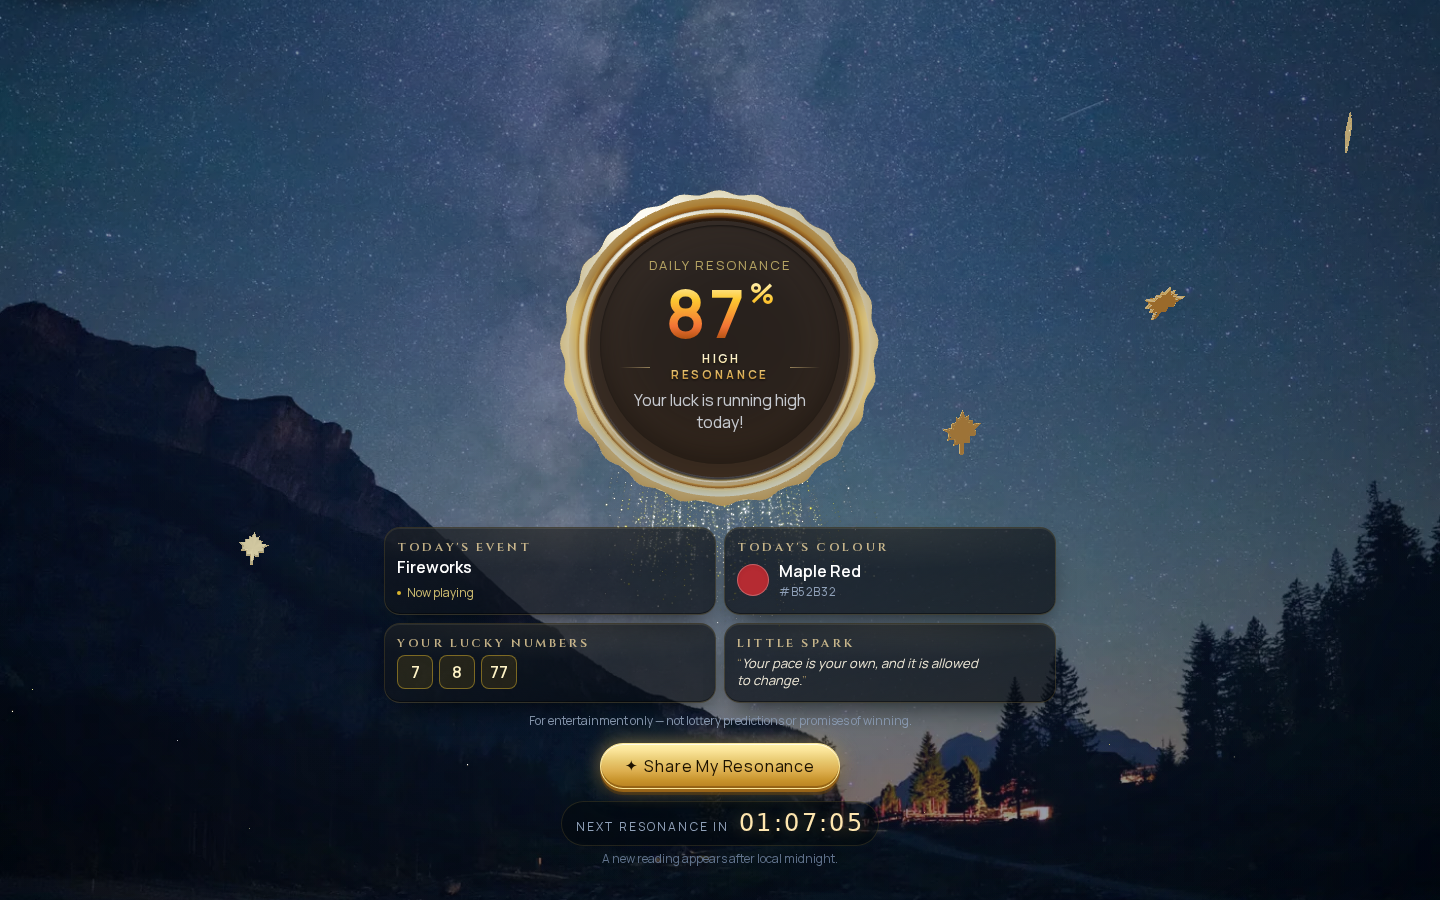 DAILY RESONANCE
87%
HIGH
RESONANCE
Your luck is running high
today!
TODAY'S EVENT
Fireworks
• Now playing
TODAY'S COLOUR
Maple Red
#B52B32
YOUR LUCKY NUMBERS
7 8 77
LITTLE SPARK
"Your pace is your own, and it is allowed
to change."
For entertainment only — not lottery predictions or promises of winning.
✦ Share My Resonance
NEXT RESONANCE IN 01:07:05
A new reading appears after local midnight.